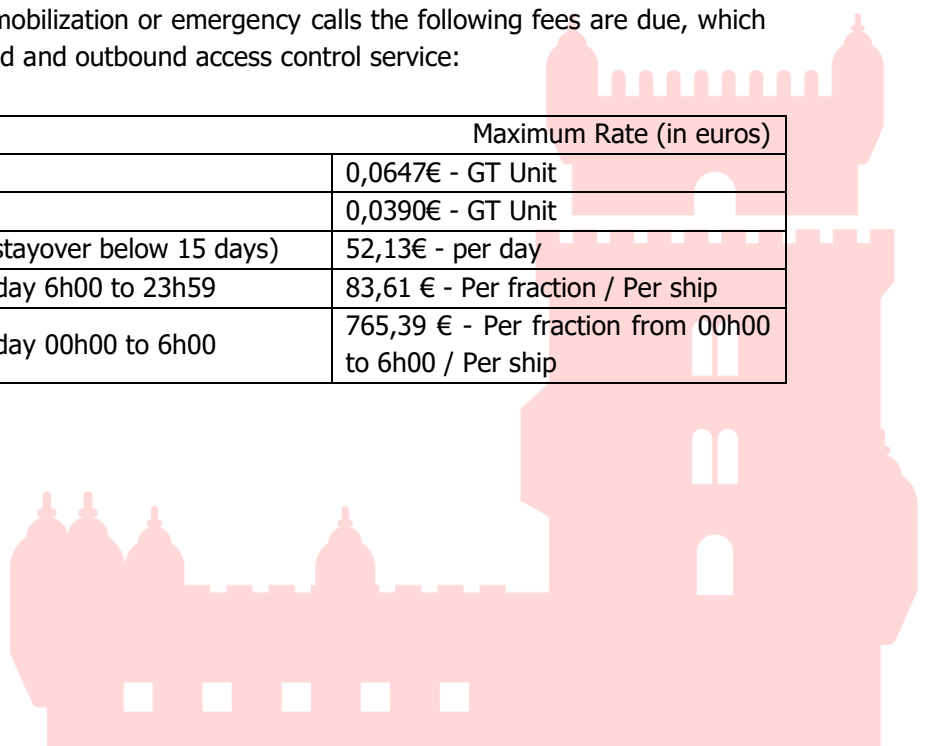 mobilization or emergency calls the following fees are due, which
d and outbound access control service:
Maximum Rate (in euros)
0,0647€ - GT Unit
0,0390€ - GT Unit
stayover below 15 days) 52,13€ - per day
day 6h00 to 23h59 83,61 € - Per fraction / Per ship
day 00h00 to 6h00 765,39 € - Per fraction from 00h00
to 6h00 / Per ship